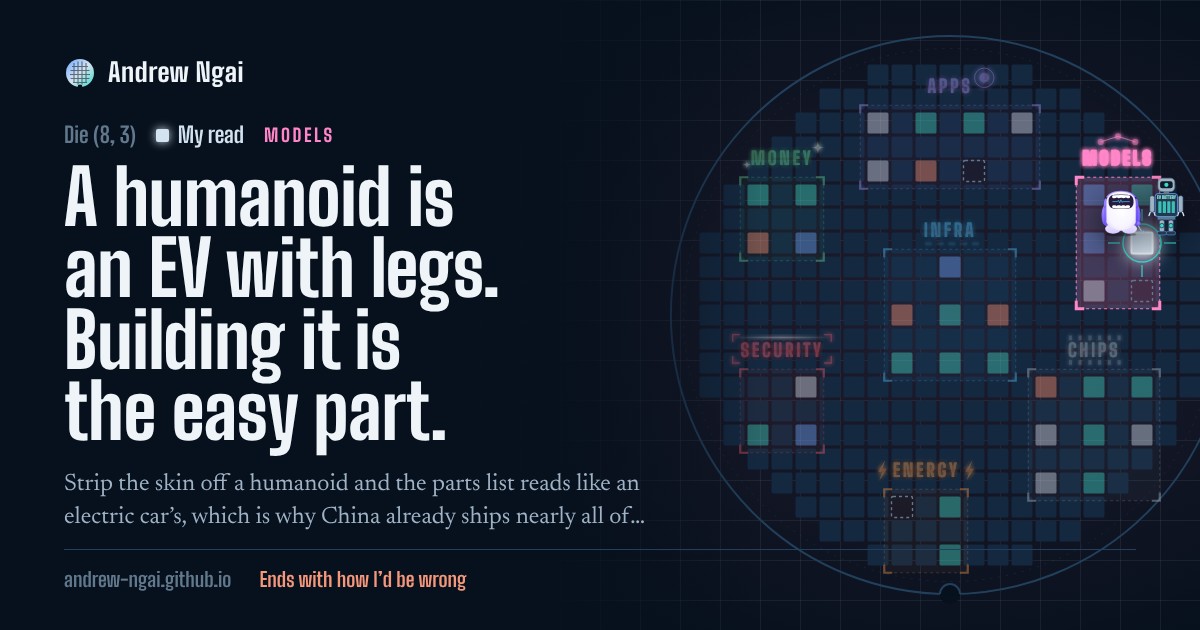 Andrew Ngai
Die (8, 3) My read MODELS
A humanoid is
an EV with legs.
Building it is
the easy part.
Strip the skin off a humanoid and the parts list reads like an
electric car’s, which is why China already ships nearly all of…
andrew-ngai.github.io Ends with how I’d be wrong
APPS
MONEY
MODELS
INFRA
SECURITY
CHIPS
ENERGY